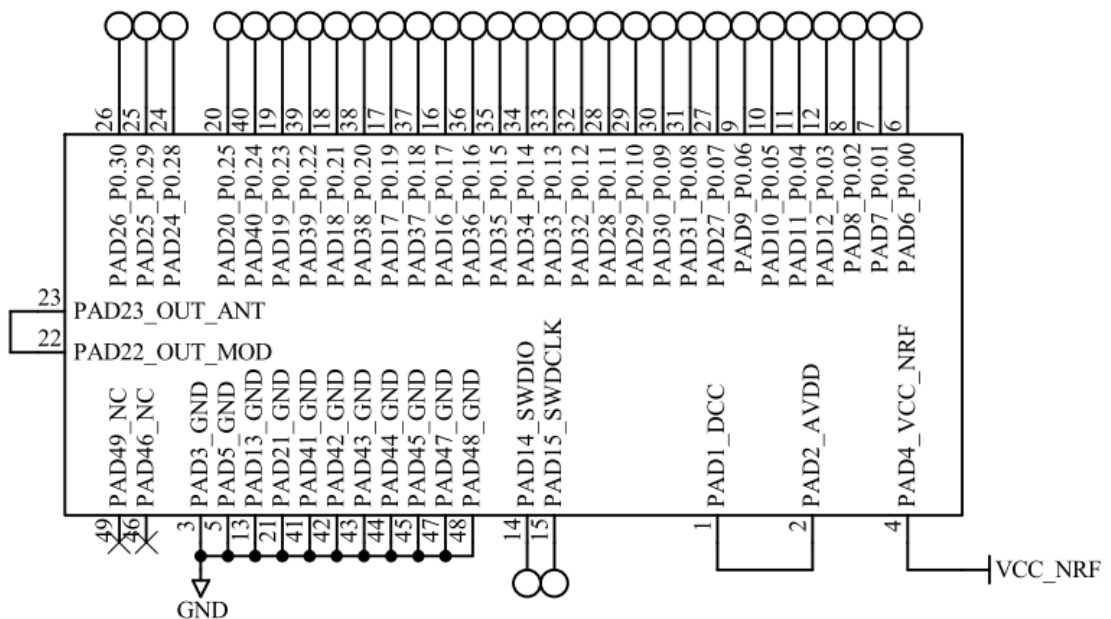 26
25
24
20
40
19
39
18
38
17
37
16
36
35
34
33
32
28
29
30
31
27
9
10
11
12
8
7
6
PAD26_P0.30
PAD25_P0.29
PAD24_P0.28
PAD20_P0.25
PAD40_P0.24
PAD19_P0.23
PAD39_P0.22
PAD18_P0.21
PAD38_P0.20
PAD17_P0.19
PAD37_P0.18
PAD16_P0.17
PAD36_P0.16
PAD35_P0.15
PAD34_P0.14
PAD33_P0.13
PAD32_P0.12
PAD28_P0.11
PAD29_P0.10
PAD30_P0.09
PAD31_P0.08
PAD27_P0.07
PAD9_P0.06
PAD10_P0.05
PAD11_P0.04
PAD12_P0.03
PAD8_P0.02
PAD7_P0.01
PAD6_P0.00
23
PAD23_OUT_ANT
22
PAD22_OUT_MOD
PAD49_NC
PAD46_NC
PAD3_GND
PAD5_GND
PAD13_GND
PAD21_GND
PAD41_GND
PAD42_GND
PAD43_GND
PAD44_GND
PAD45_GND
PAD47_GND
PAD48_GND
PAD14_SWDIO
PAD15_SWDCLK
PAD1_DCC
PAD2_AVDD
PAD4_VCC_NRF
49
46
3
5
13
21
41
42
43
44
45
47
48
14
15
1
2
4
VCC_NRF
GND